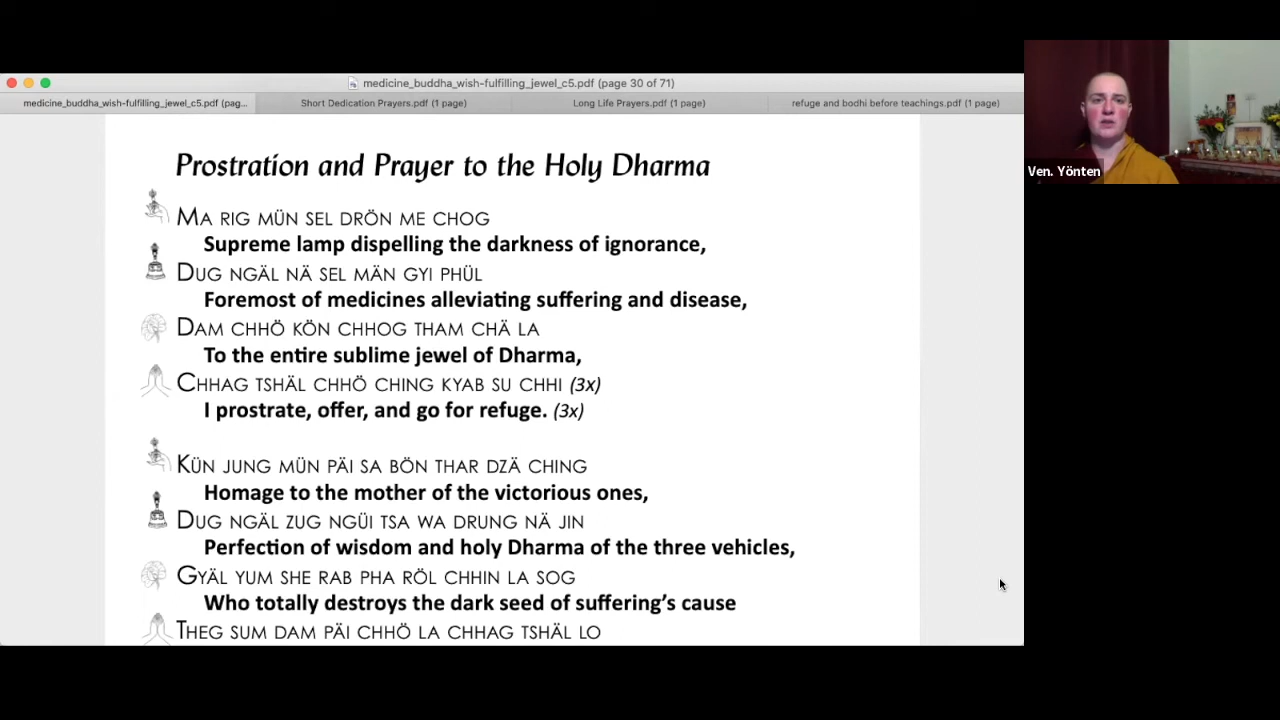 medicine_buddha_wish-fulfilling_jewel_c5.pdf (page 30 of 71)
medicine_buddha_wish-fulfilling_jewel_c5.pdf (pag... Short Dedication Prayers.pdf (1 page) Long Life Prayers.pdf (1 page) refuge and bodhi before teachings.pdf (1 page)
Ven. Yönten
Prostration and Prayer to the Holy Dharma
MA RIG MÜN SEL DRÖN ME CHOG
Supreme lamp dispelling the darkness of ignorance,
DUG NGÄL NÄ SEL MÄN GYI PHÜL
Foremost of medicines alleviating suffering and disease,
DAM CHHÖ KÖN CHHOG THAM CHÄ LA
To the entire sublime jewel of Dharma,
CHHAG TSHÄL CHHÖ CHING KYAB SU CHHI (3x)
I prostrate, offer, and go for refuge. (3x)
KÜN JUNG MÜN PÄI SA BÖN THAR DZÄ CHING
Homage to the mother of the victorious ones,
DUG NGÄL ZUG NGÜI TSA WA DRUNG NÄ JIN
Perfection of wisdom and holy Dharma of the three vehicles,
GYÄL YUM SHE RAB PHA RÖL CHHIN LA SOG
Who totally destroys the dark seed of suffering’s cause
THEG SUM DAM PÄI CHHÖ LA CHHAG TSHÄL LO